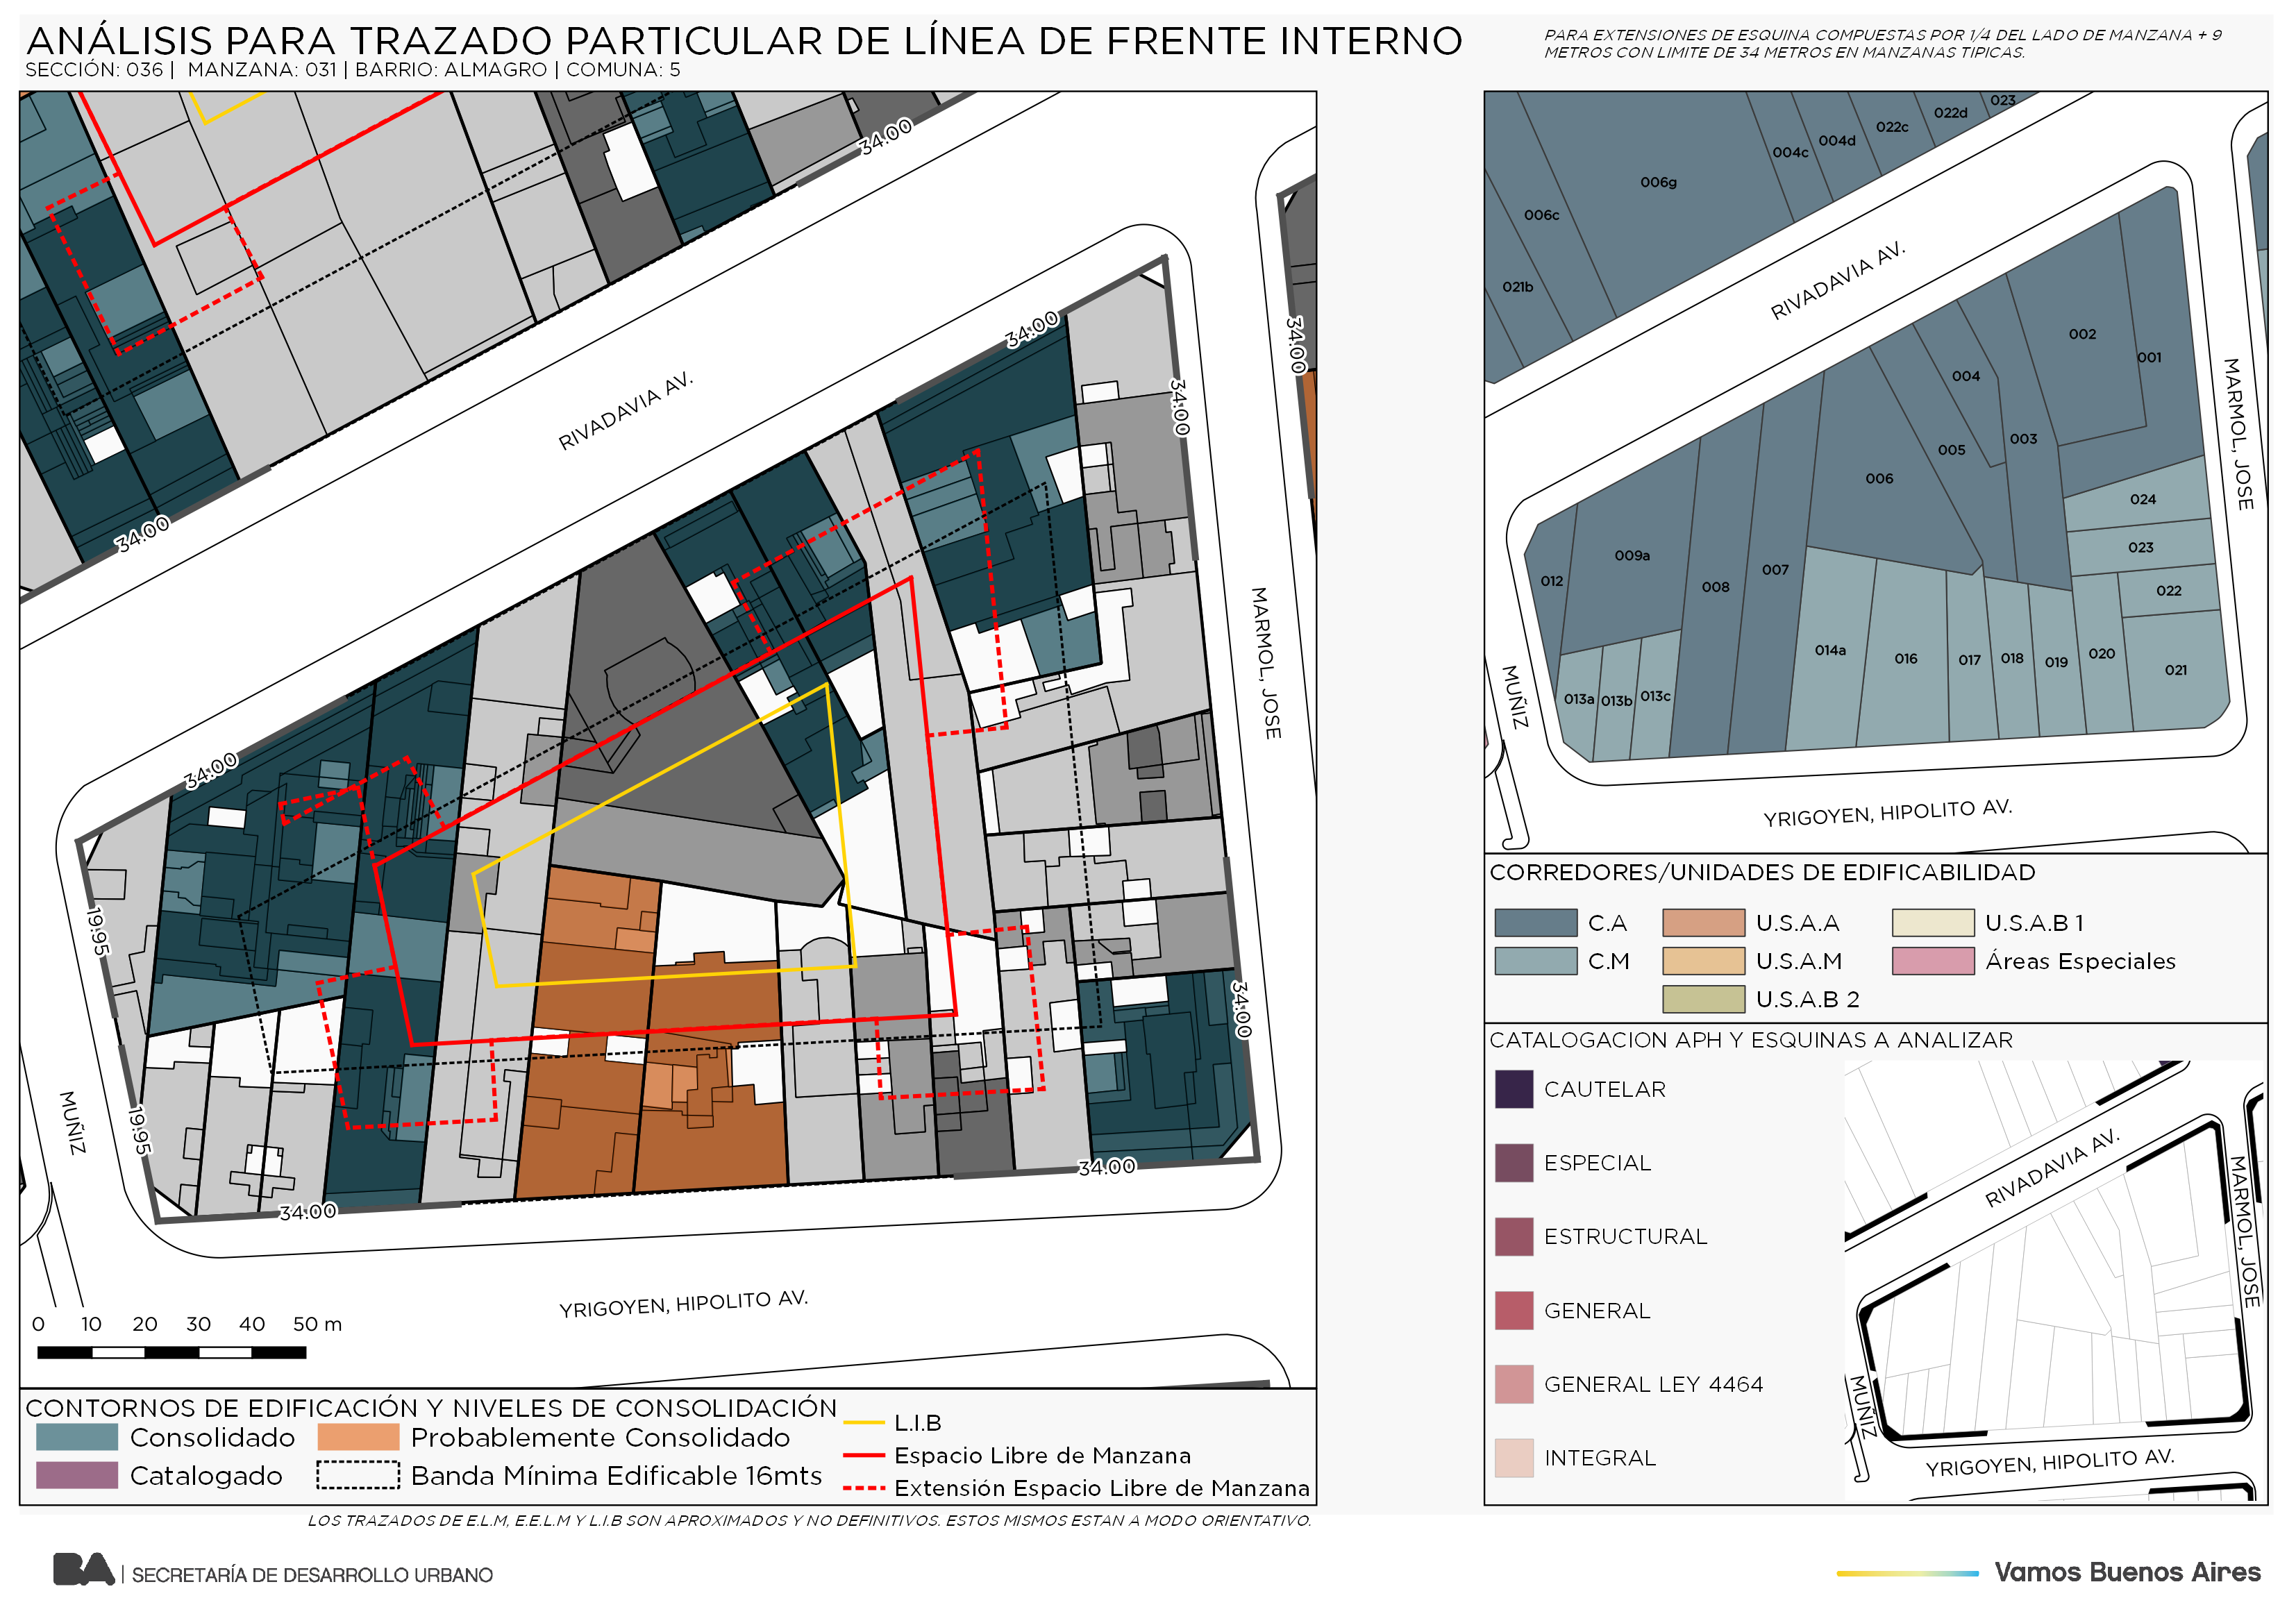 ANÁLISIS PARA TRAZADO PARTICULAR DE LÍNEA DE FRENTE INTERNO
SECCIÓN: 036 | MANZANA: 031 | BARRIO: ALMAGRO | COMUNA: 5
PARA EXTENSIONES DE ESQUINA COMPUESTAS POR 1/4 DEL LADO DE MANZANA + 9
METROS CON LIMITE DE 34 METROS EN MANZANAS TIPICAS.
34.00
34.00
34.00
34.00
34.00
34.00
19.95
19.95
34.00
34.00
34.00
RIVADAVIA AV.
MARMOL, JOSE
MUÑIZ
YRIGOYEN, HIPOLITO AV.
0 10 20 30 40 50 m
CONTORNOS DE EDIFICACIÓN Y NIVELES DE CONSOLIDACIÓN
Consolidado
Catalogado
Probablemente Consolidado
Banda Mínima Edificable 16mts
L.I.B
Espacio Libre de Manzana
Extensión Espacio Libre de Manzana
LOS TRAZADOS DE E.L.M, E.E.L.M Y L.I.B SON APROXIMADOS Y NO DEFINITIVOS. ESTOS MISMOS ESTAN A MODO ORIENTATIVO.
023
022d
022c
004d
004c
006g
006c
021b
RIVADAVIA AV.
002
001
004
003
005
006
024
023
022
021
020
019
018
017
016
014a
007
008
009a
012
013a
013b
013c
MARMOL, JOSE
MUÑIZ
YRIGOYEN, HIPOLITO AV.
CORREDORES/UNIDADES DE EDIFICABILIDAD
C.A
C.M
U.S.A.A
U.S.A.M
U.S.A.B 2
U.S.A.B 1
Áreas Especiales
CATALOGACION APH Y ESQUINAS A ANALIZAR
CAUTELAR
ESPECIAL
ESTRUCTURAL
GENERAL
GENERAL LEY 4464
INTEGRAL
RIVADAVIA AV.
MARMOL, JOSE
MUÑIZ
YRIGOYEN, HIPOLITO AV.
BA | SECRETARÍA DE DESARROLLO URBANO
Vamos Buenos Aires